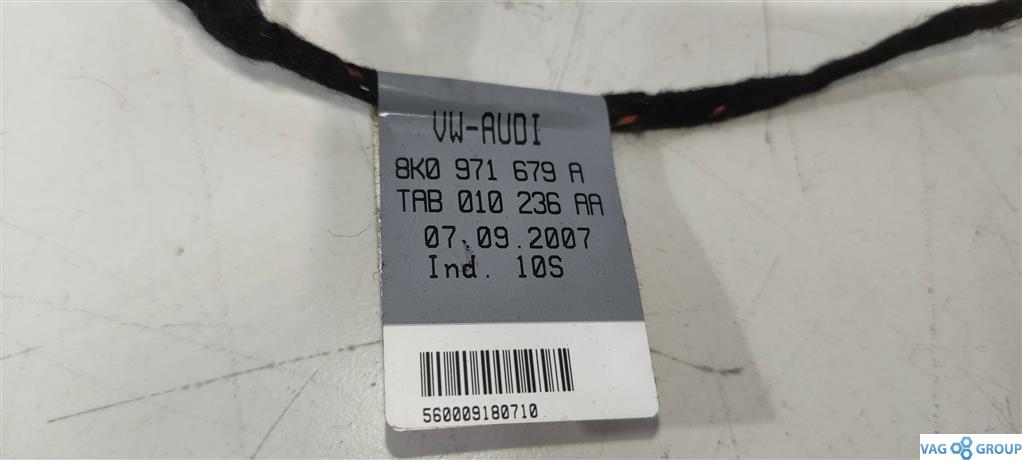 VW-AUDI
8K0 971 679 A
TAB 010 236 AA
07.09.2007
Ind. 10S
560009180710
VAG GROUP